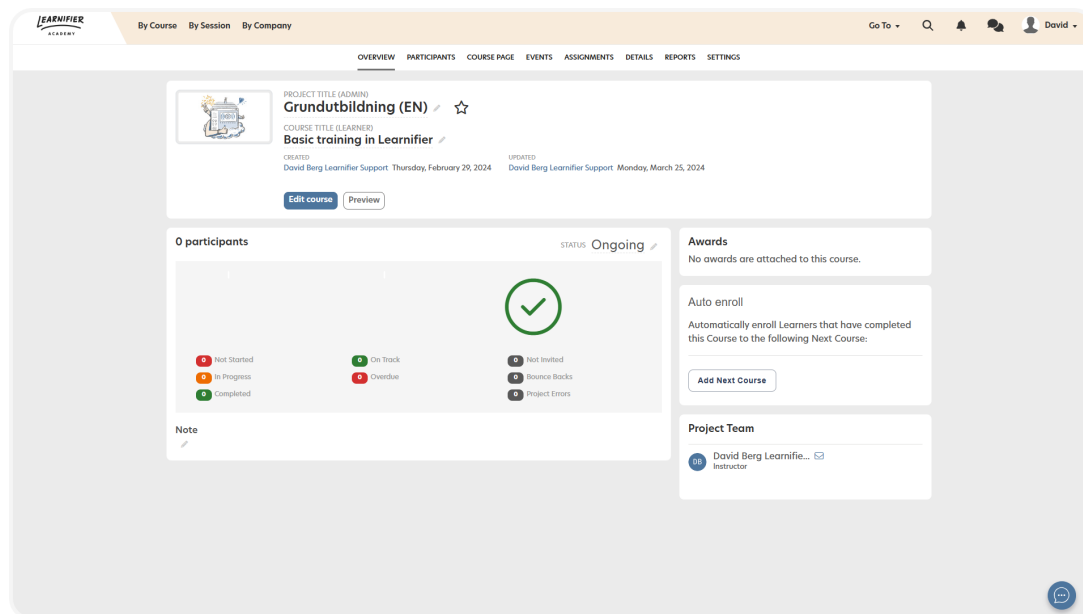 LEARNIFIER
ACADEMY
By Course By Session By Company
Go To
David
OVERVIEW PARTICIPANTS COURSE PAGE EVENTS ASSIGNMENTS DETAILS REPORTS SETTINGS
PROJECT TITLE (ADMIN)
Grundutbildning (EN)
COURSE TITLE (LEARNER)
Basic training in Learnifier
CREATED
David Berg Learnifier Support Thursday, February 29, 2024
UPDATED
David Berg Learnifier Support Monday, March 25, 2024
Edit course Preview
0 participants
STATUS Ongoing
0 Not Started
0 In Progress
0 Completed
0 On Track
0 Overdue
0 Not Invited
0 Bounce Backs
0 Project Errors
Note
Awards
No awards are attached to this course.
Auto enroll
Automatically enroll Learners that have completed
this Course to the following Next Course:
Add Next Course
Project Team
DB
David Berg Learnifie...
Instructor